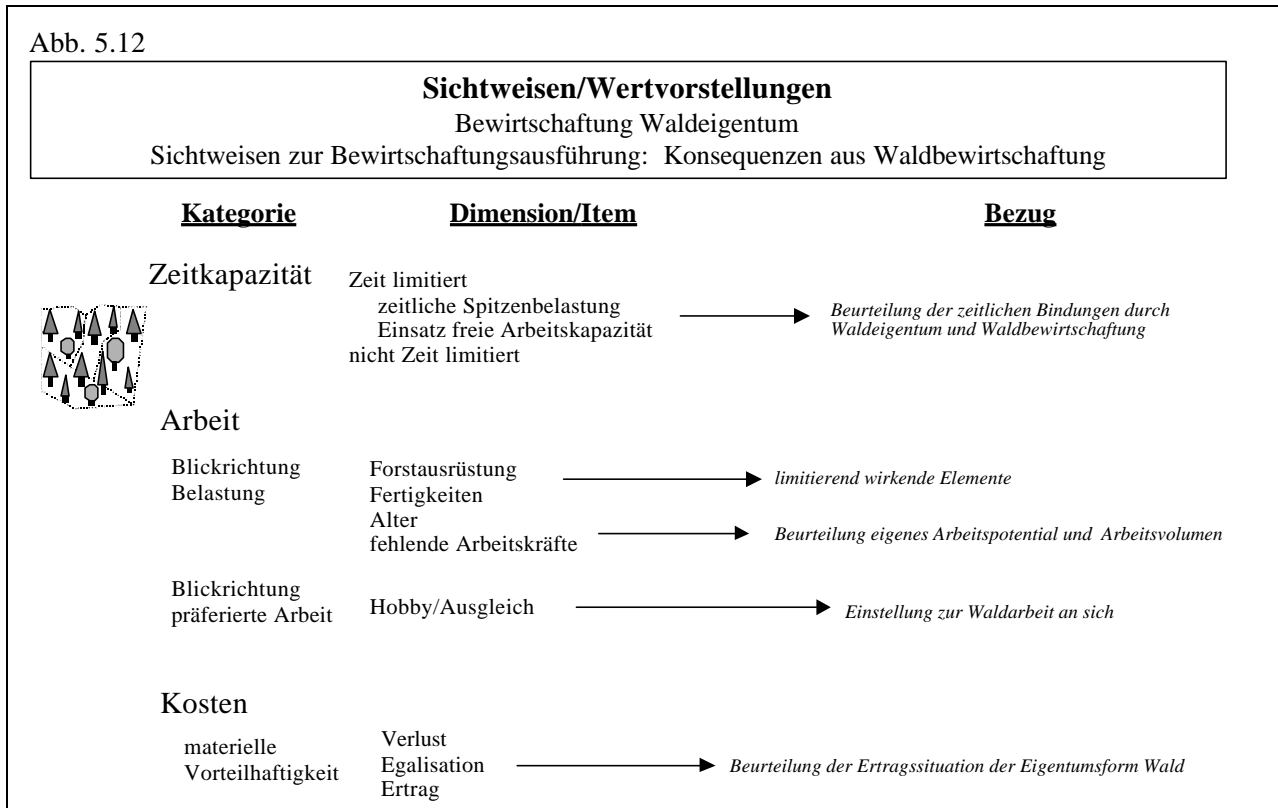 Abb. 5.12
Sichtweisen/Wertvorstellungen
Bewirtschaftung Waldeigentum
Sichtweisen zur Bewirtschaftungsausführung: Konsequenzen aus Waldbewirtschaftung
Kategorie Dimension/Item Bezug
Zeitkapazität
Zeit limitiert
zeitliche Spitzenbelastung
Einsatz freie Arbeitskapazität
nicht Zeit limitiert
Beurteilung der zeitlichen Bindungen durch
Waldeigentum und Waldbewirtschaftung
Arbeit
Blickrichtung
Belastung
Forstausrüstung
Fertigkeiten
Alter
fehlende Arbeitskräfte
limitierend wirkende Elemente
Beurteilung eigenes Arbeitspotential und Arbeitsvolumen
Blickrichtung
präferierte Arbeit
Hobby/Ausgleich
Einstellung zur Waldarbeit an sich
Kosten
materielle
Vorteilhaftigkeit
Verlust
Egalisation
Ertrag
Beurteilung der Ertragssituation der Eigentumsform Wald